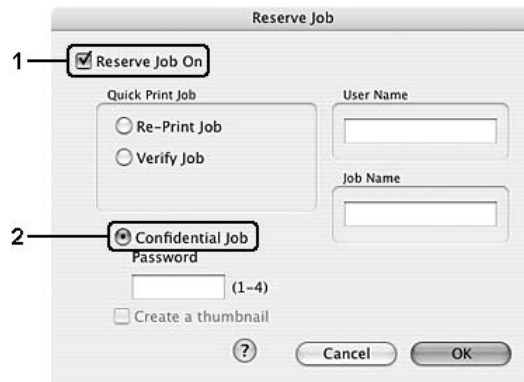 Reserve Job
1
Reserve Job On
Quick Print Job
Re-Print Job
Verify Job
User Name
Job Name
2
Confidential Job
Password
(1-4)
Create a thumbnail
?
Cancel
OK